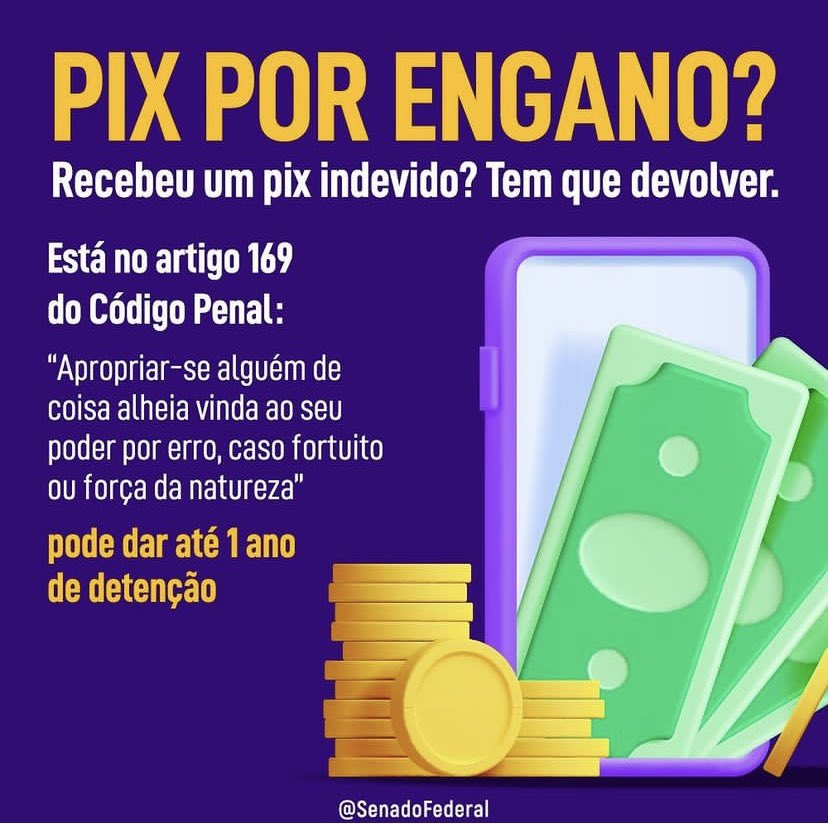 PIX POR ENGANO?
Recebeu um pix indevido? Tem que devolver.
Está no artigo 169
do Código Penal:
“Apropriar-se alguém de
coisa alheia vinda ao seu
poder por erro, caso fortuito
ou força da natureza”
pode dar até 1 ano
de detenção
@SenadoFederal